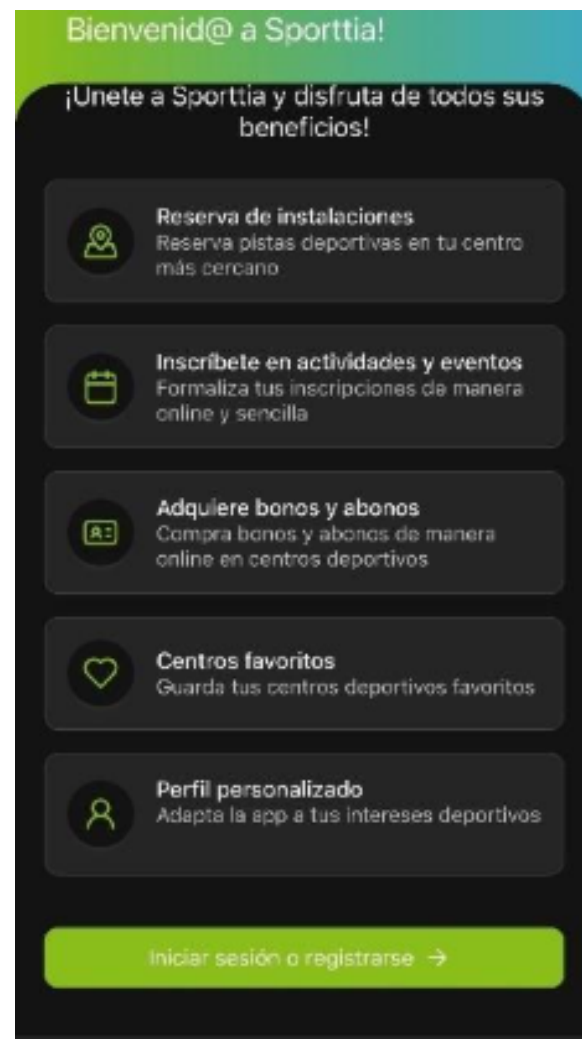 Bienvenid@ a Sporttia!
¡Unete a Sporttia y disfruta de todos sus
beneficios!
Reserva de instalaciones
Reserva pistas deportivas en tu centro
más cercano
Inscríbete en actividades y eventos
Formaliza tus inscripciones de manera
online y sencilla
Adquiere bonos y abonos
Compra bonos y abonos de manera
online en centros deportivos
Centros favoritos
Guarda tus centros deportivos favoritos
Perfil personalizado
Adapta la app a tus intereses deportivos
Iniciar sesión o registrarse →